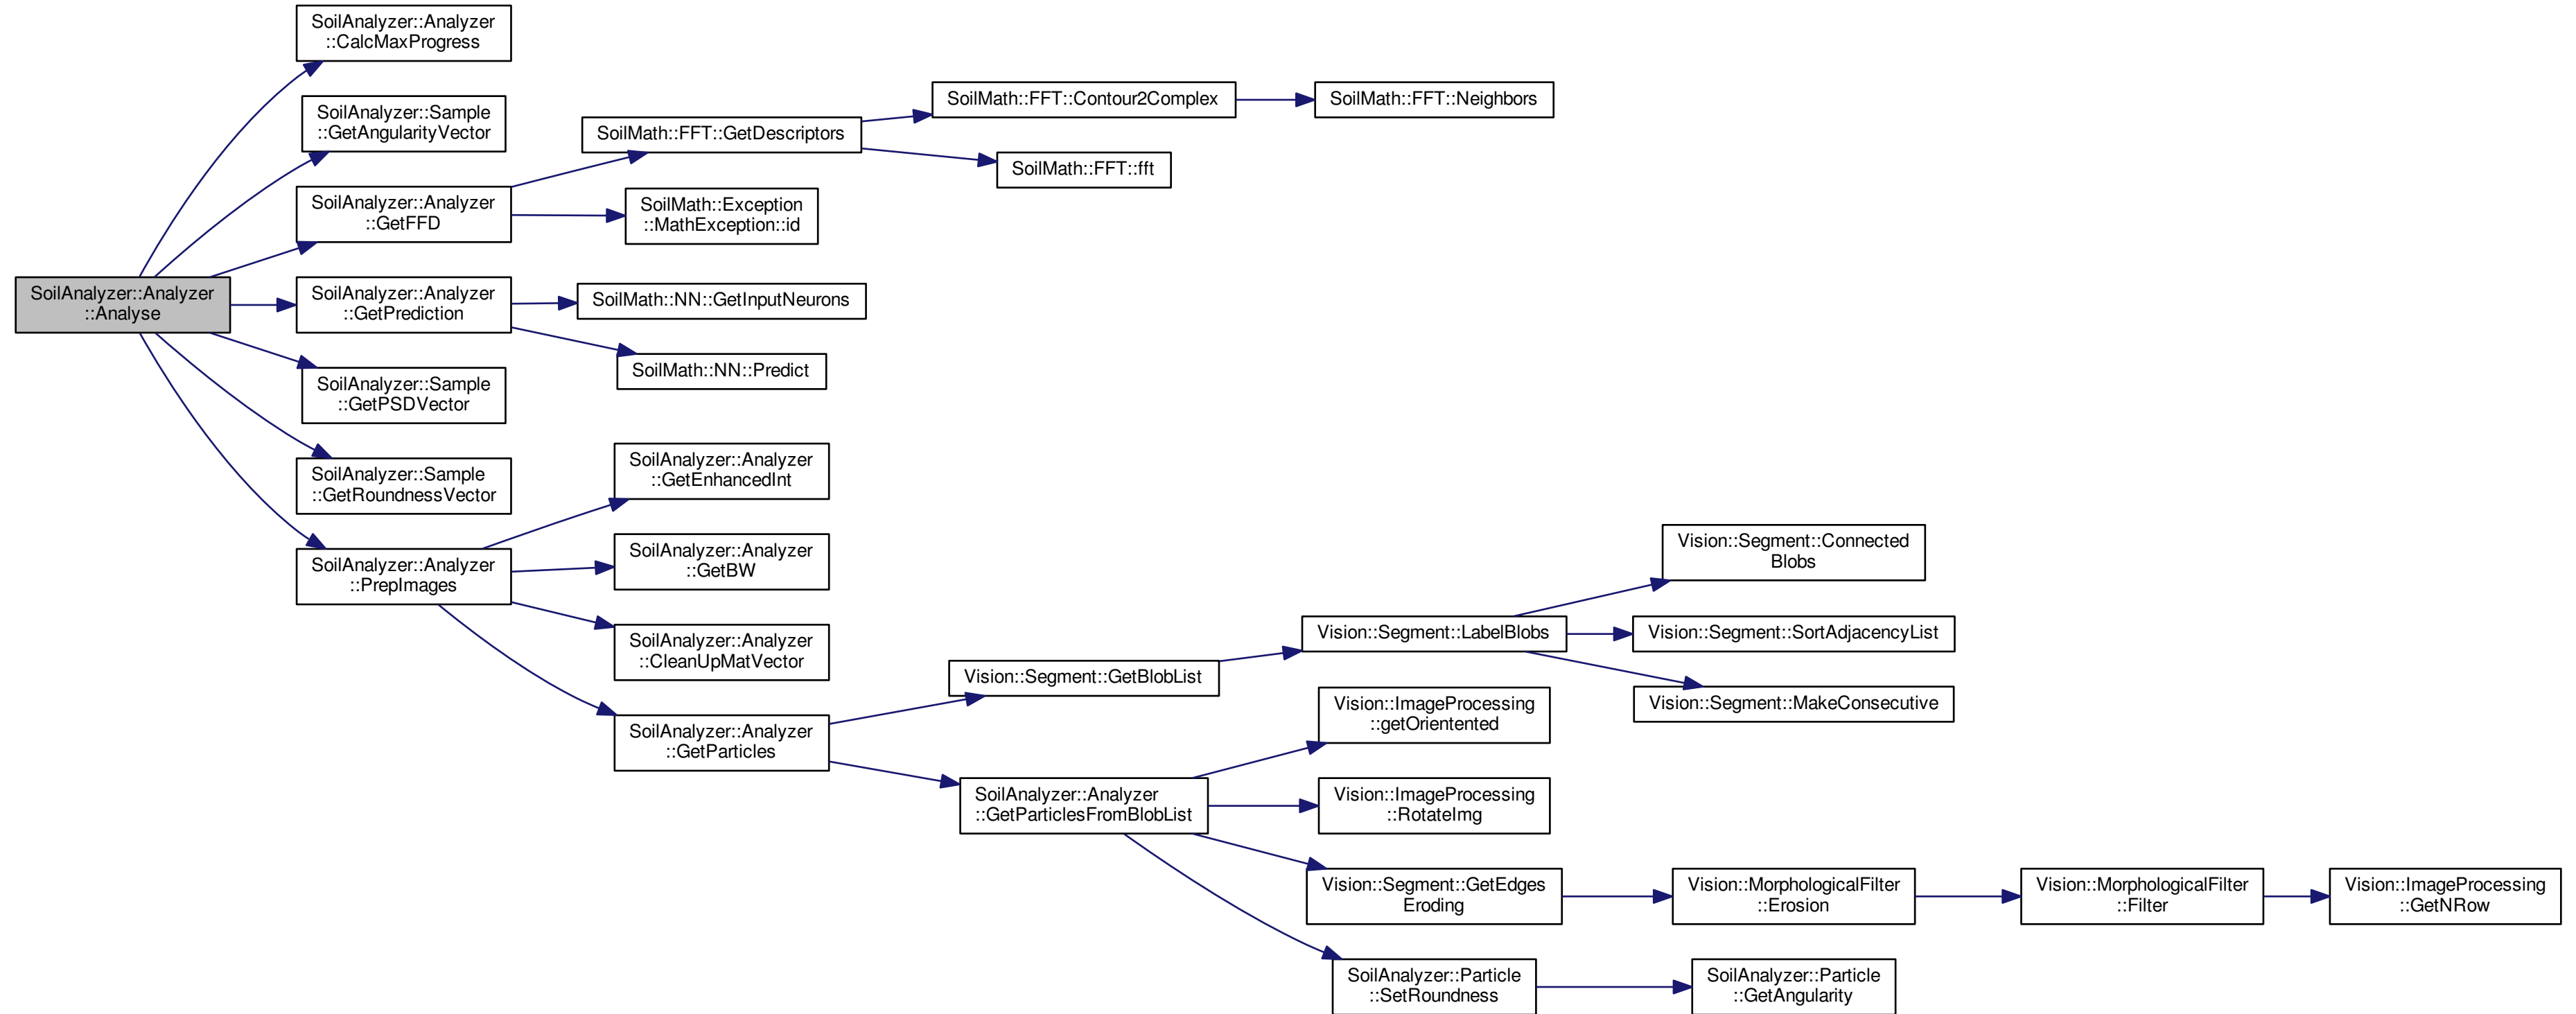 SoilAnalyzer::Analyzer
::CalcMaxProgress
SoilAnalyzer::Sample
::GetAngularityVector
SoilAnalyzer::Analyzer
::GetFFD
SoilMath::FFT::GetDescriptors
SoilMath::FFT::Contour2Complex
SoilMath::FFT::Neighbors
SoilMath::FFT::fft
SoilMath::Exception
::MathException::id
SoilAnalyzer::Analyzer
::Analyse
SoilAnalyzer::Analyzer
::GetPrediction
SoilMath::NN::GetInputNeurons
SoilMath::NN::Predict
SoilAnalyzer::Sample
::GetPSDVector
SoilAnalyzer::Sample
::GetRoundnessVector
SoilAnalyzer::Analyzer
::PrepImages
SoilAnalyzer::Analyzer
::GetEnhancedInt
SoilAnalyzer::Analyzer
::GetBW
SoilAnalyzer::Analyzer
::CleanUpMatVector
SoilAnalyzer::Analyzer
::GetParticles
Vision::Segment::GetBlobList
Vision::Segment::LabelBlobs
Vision::Segment::Connected
Blobs
Vision::Segment::SortAdjacencyList
Vision::Segment::MakeConsecutive
SoilAnalyzer::Analyzer
::GetParticlesFromBlobList
Vision::ImageProcessing
::getOrientented
Vision::ImageProcessing
::RotateImg
Vision::Segment::GetEdges
Eroding
Vision::MorphologicalFilter
::Erosion
Vision::MorphologicalFilter
::Filter
Vision::ImageProcessing
::GetNRow
SoilAnalyzer::Particle
::SetRoundness
SoilAnalyzer::Particle
::GetAngularity